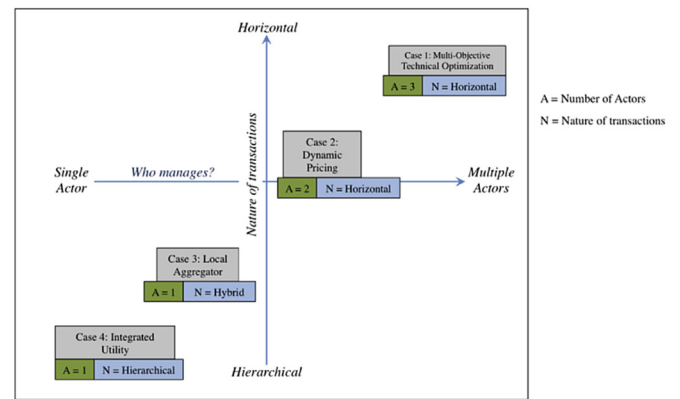 Horizontal
Case 1: Multi-Objective
Technical Optimization
A = 3 N = Horizontal
A = Number of Actors
N = Nature of transactions
Case 2:
Dynamic
Pricing
A = 2 N = Horizontal
Single
Actor
Who manages?
Nature of transactions
Multiple
Actors
Case 3: Local
Aggregator
A = 1 N = Hybrid
Case 4: Integrated
Utility
A = 1 N = Hierarchical
Hierarchical